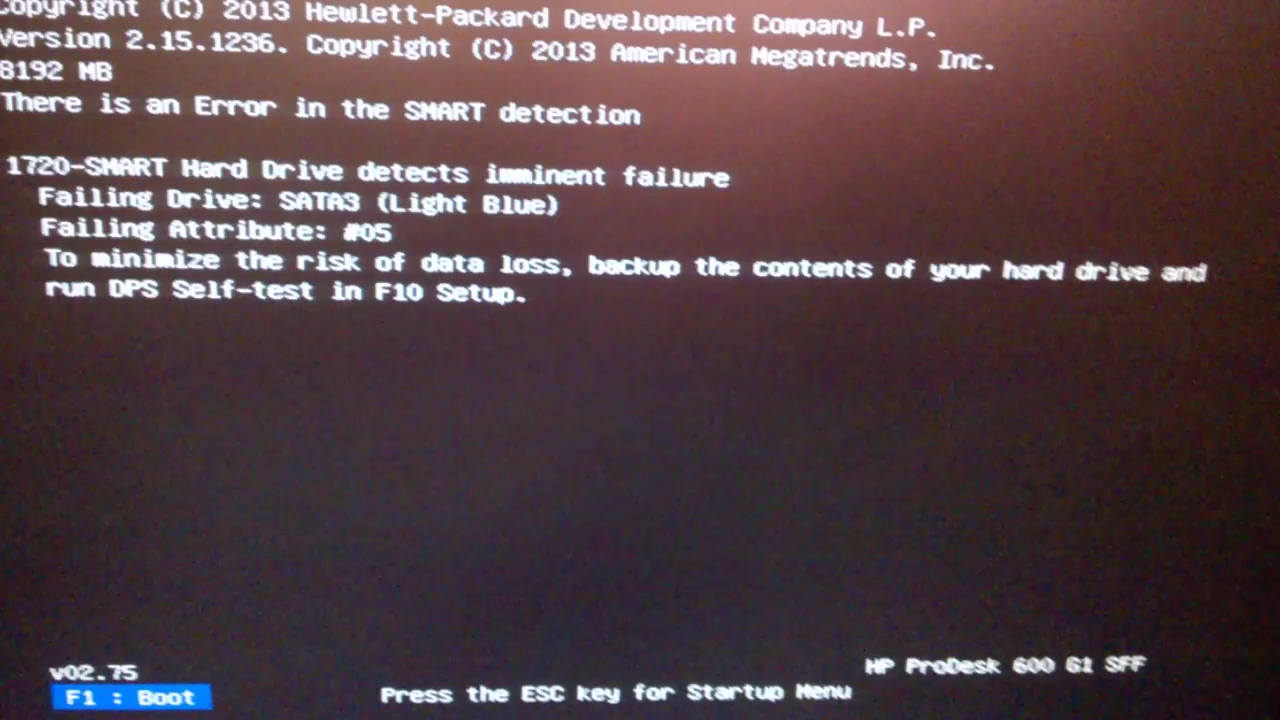 Copyright (C) 2013 Hewlett-Packard Development Company L.P.
Version 2.15.1236. Copyright (C) 2013 American Megatrends, Inc.
8192 MB
There is an Error in the SMART detection
1720-SMART Hard Drive detects imminent failure
Failing Drive: SATA3 (Light Blue)
Failing Attribute: #05
To minimize the risk of data loss, backup the contents of your hard drive and
run DPS Self-test in F10 Setup.
v02.75
HP ProDesk 600 G1 SFF
F1 : Boot
Press the ESC key for Startup Menu